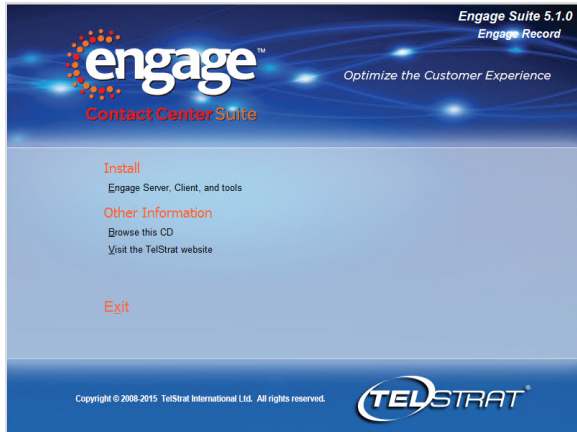 Engage Suite 5.1.0
Engage Record
engage™
Optimize the Customer Experience
Contact Center Suite
Install
Engage Server, Client, and tools
Other Information
Browse this CD
Visit the TelStrat website
Exit
Copyright © 2008-2015 TelStrat International Ltd. All rights reserved.
TELSTRAT®